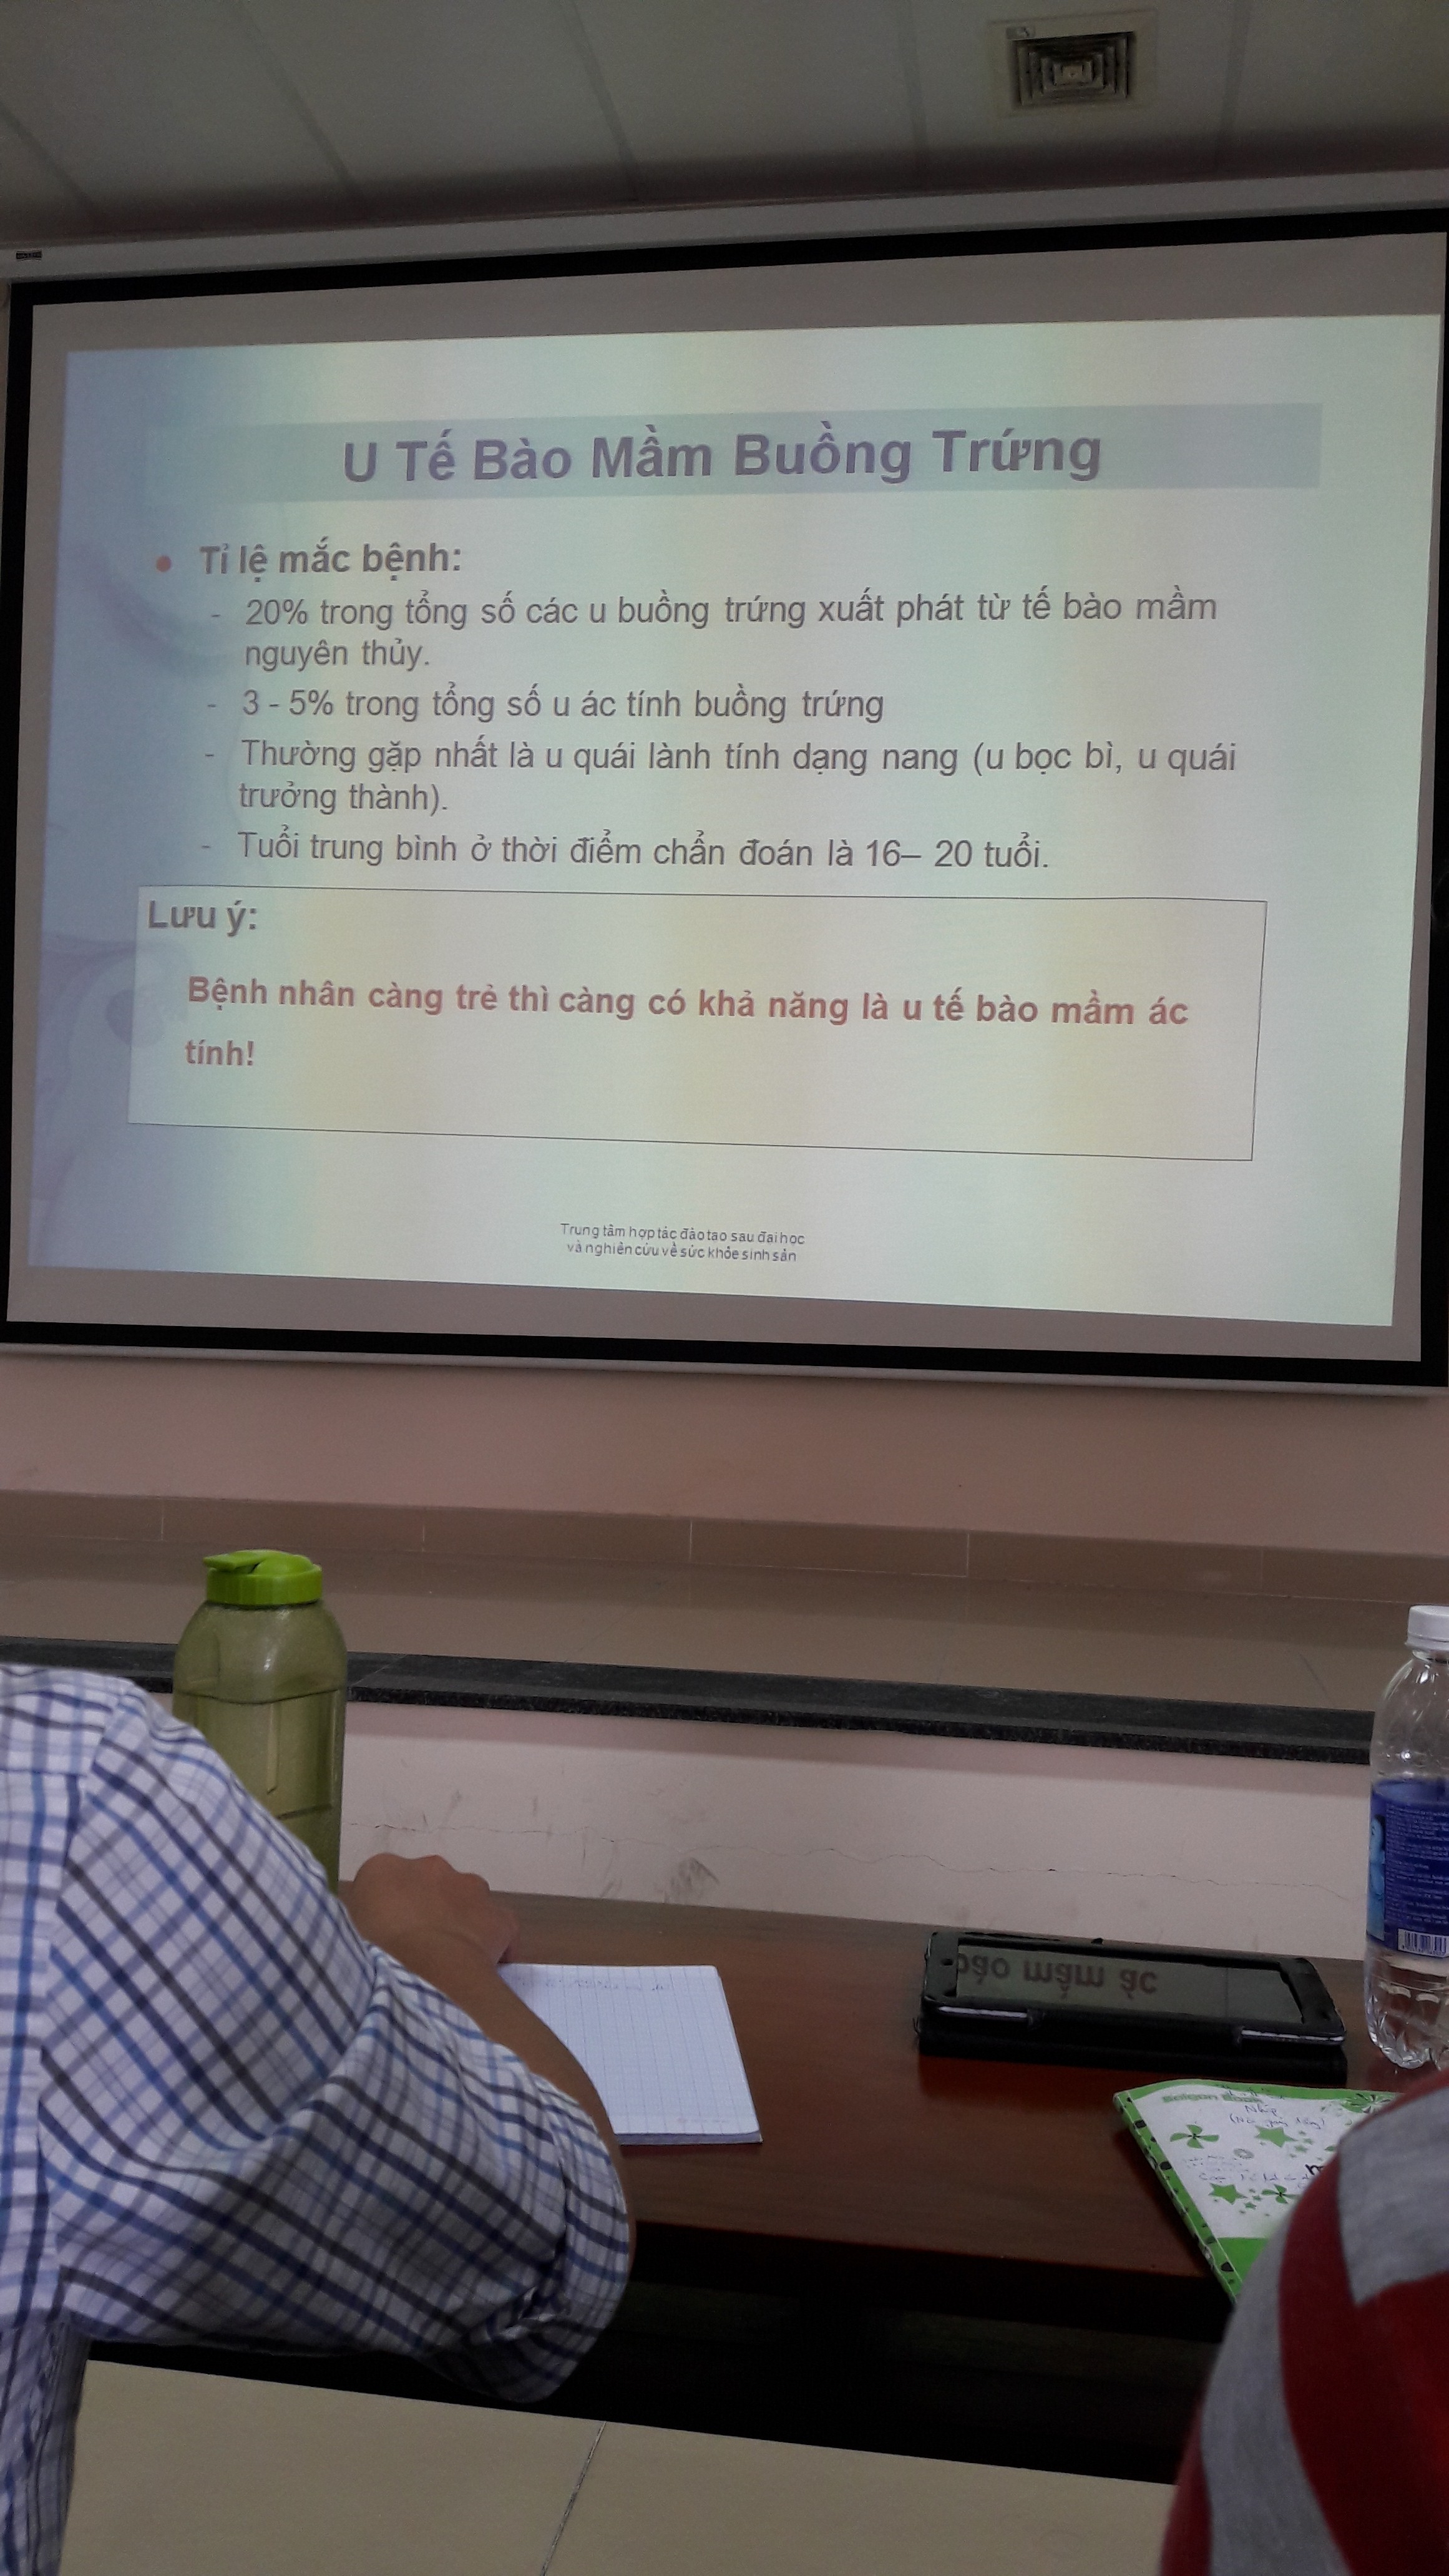 U Tế Bào Mầm Buồng Trứng
• Tỉ lệ mắc bệnh:
- 20% trong tổng số các u buồng trứng xuất phát từ tế bào mầm
nguyên thủy.
- 3 - 5% trong tổng số u ác tính buồng trứng
- Thường gặp nhất là u quái lành tính dạng nang (u bọc bì, u quái
trưởng thành).
- Tuổi trung bình ở thời điểm chẩn đoán là 16– 20 tuổi.
Lưu ý:
Bệnh nhân càng trẻ thì càng có khả năng là u tế bào mầm ác
tính!
Trung tâm hợp tác đào tạo sau đại học
và nghiên cứu về sức khỏe sinh sản
bào mầm ác